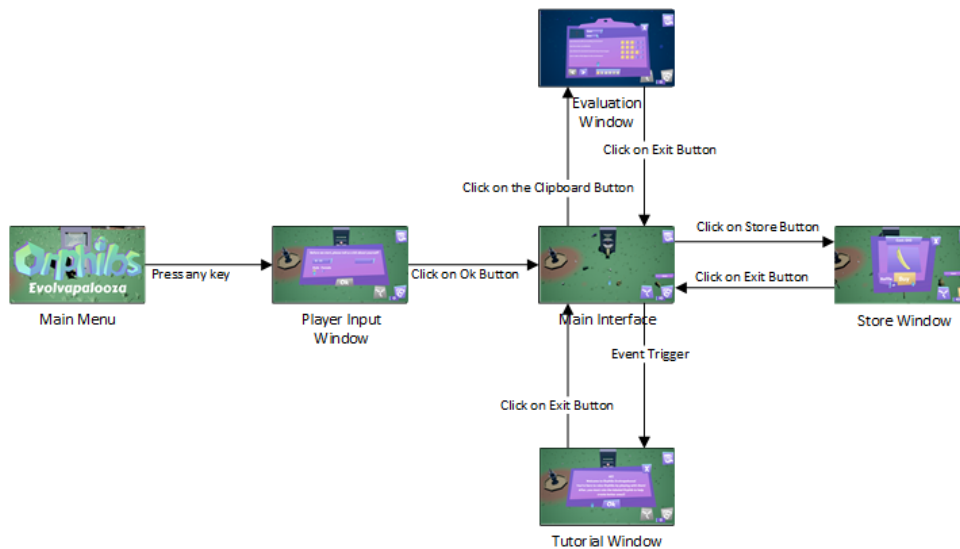 Evaluation
Window
Click on Exit Button
Click on the Clipboard Button
Orphibs
Evolvapalooza
Main Menu
Press any key
Ok
Player Input
Window
Click on Ok Button
Main Interface
Click on Store Button
Click on Exit Button
Store Window
Event Trigger
Click on Exit Button
Ok
Tutorial Window